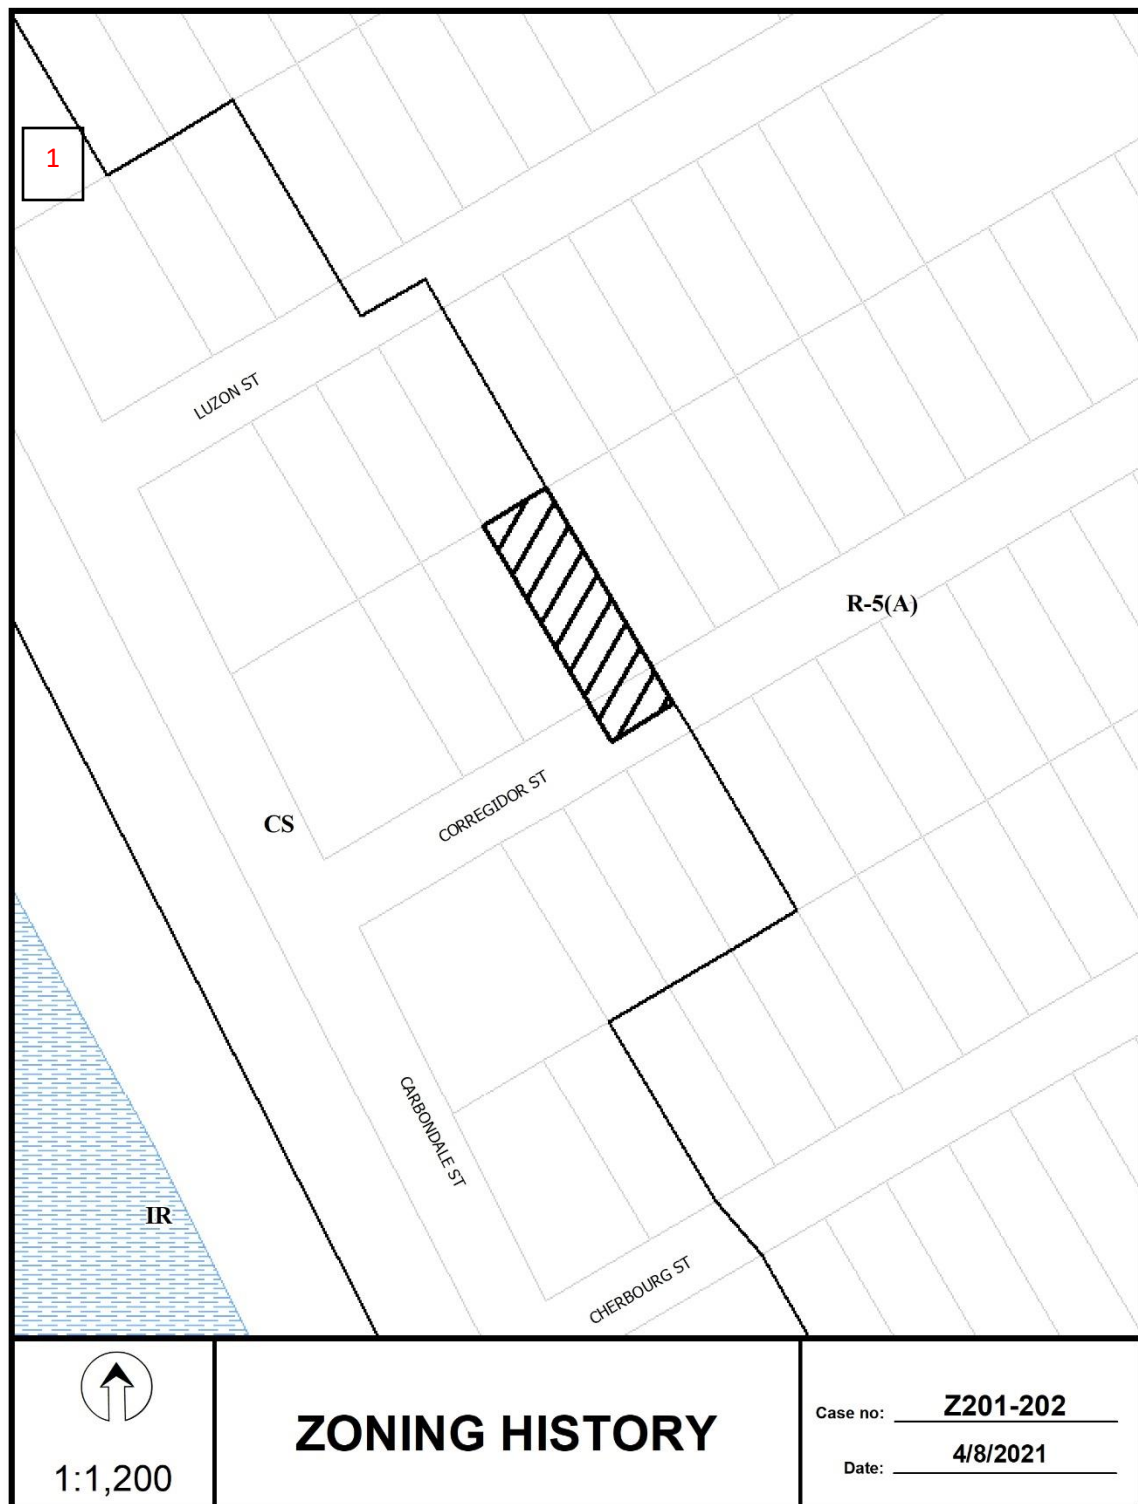 1
LUZON ST
R-5(A)
CORREGIDOR ST
CS
CARBONDALE ST
IR
CHERBOURG ST
1:1,200
ZONING HISTORY
Case no: Z201-202
Date: 4/8/2021